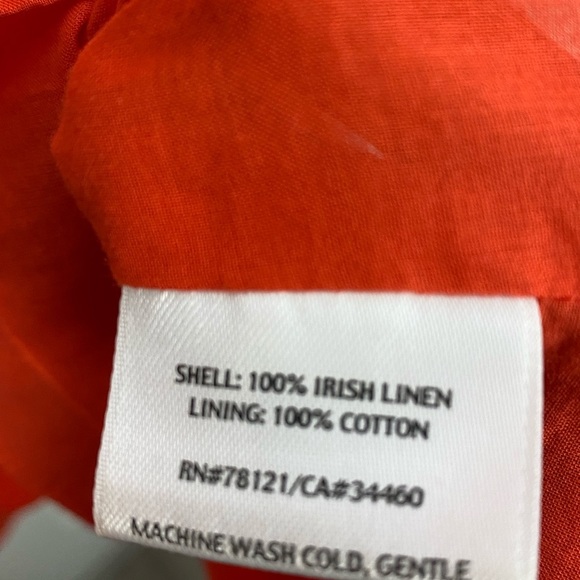 SHELL: 100% IRISH LINEN
LINING: 100% COTTON
RN#78121/CA#34460
MACHINE WASH COLD, GENTLE